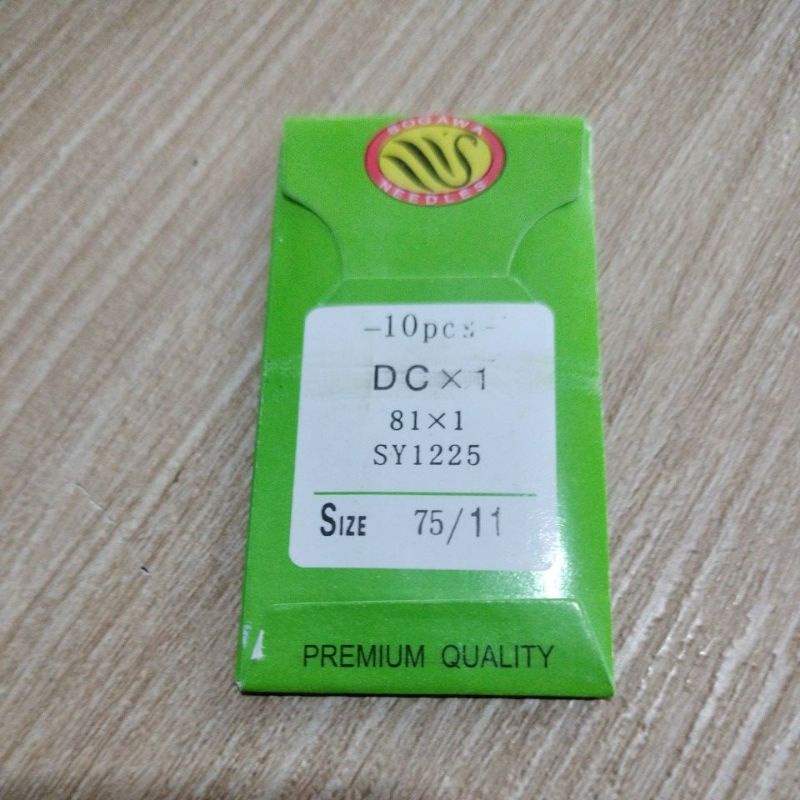 SOGAWA
NEEDLES
-10pcs-
DC×1
81×1
SY1225
SIZE 75/11
PREMIUM QUALITY